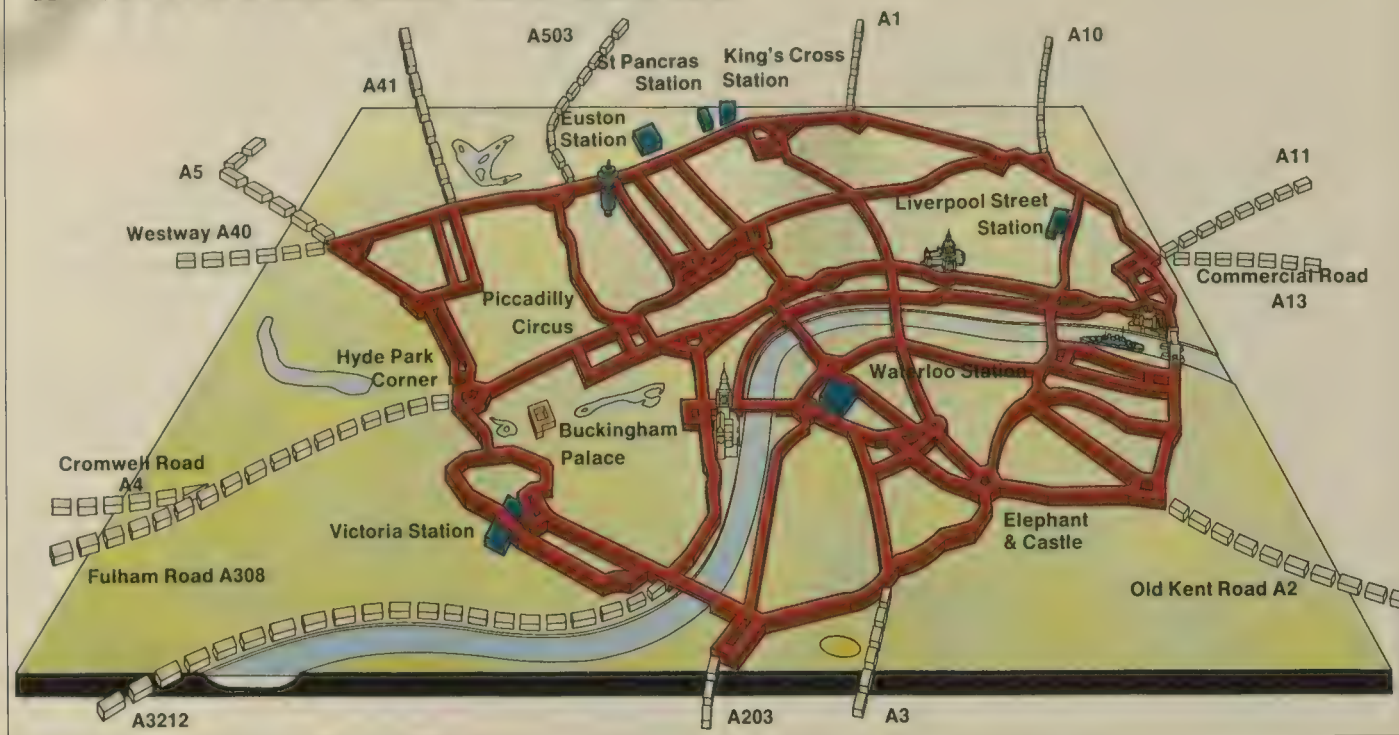 A1
A503
A10
St Pancras
Station
King's Cross
Station
A41
Euston
Station
A5
A11
Liverpool Street
Station
Westway A40
Commercial Road
A13
Piccadilly
Circus
Hyde Park
Corner
Waterloo Station
Buckingham
Palace
Cromwell Road
A4
Victoria Station
Elephant
& Castle
Fulham Road A308
Old Kent Road A2
A3212
A203
A3